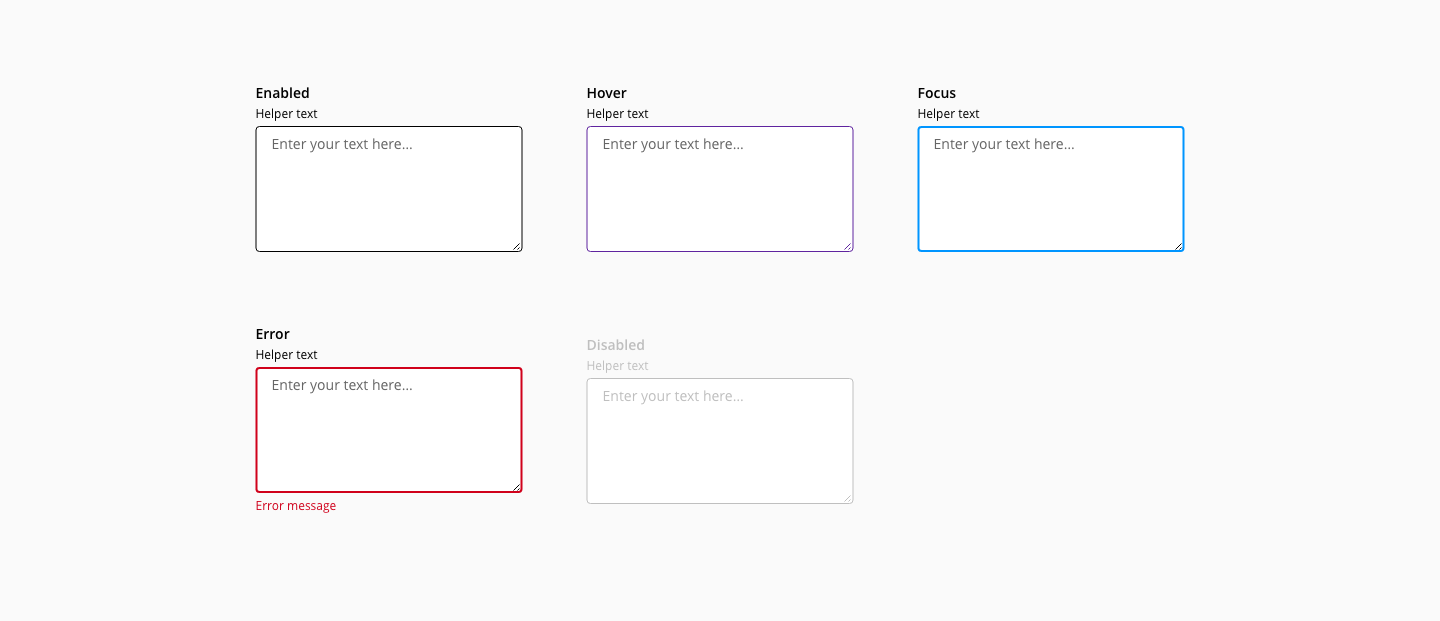 Enabled
Helper text
Enter your text here...
Hover
Helper text
Enter your text here...
Focus
Helper text
Enter your text here...
Error
Helper text
Enter your text here...
Error message
Disabled
Helper text
Enter your text here...